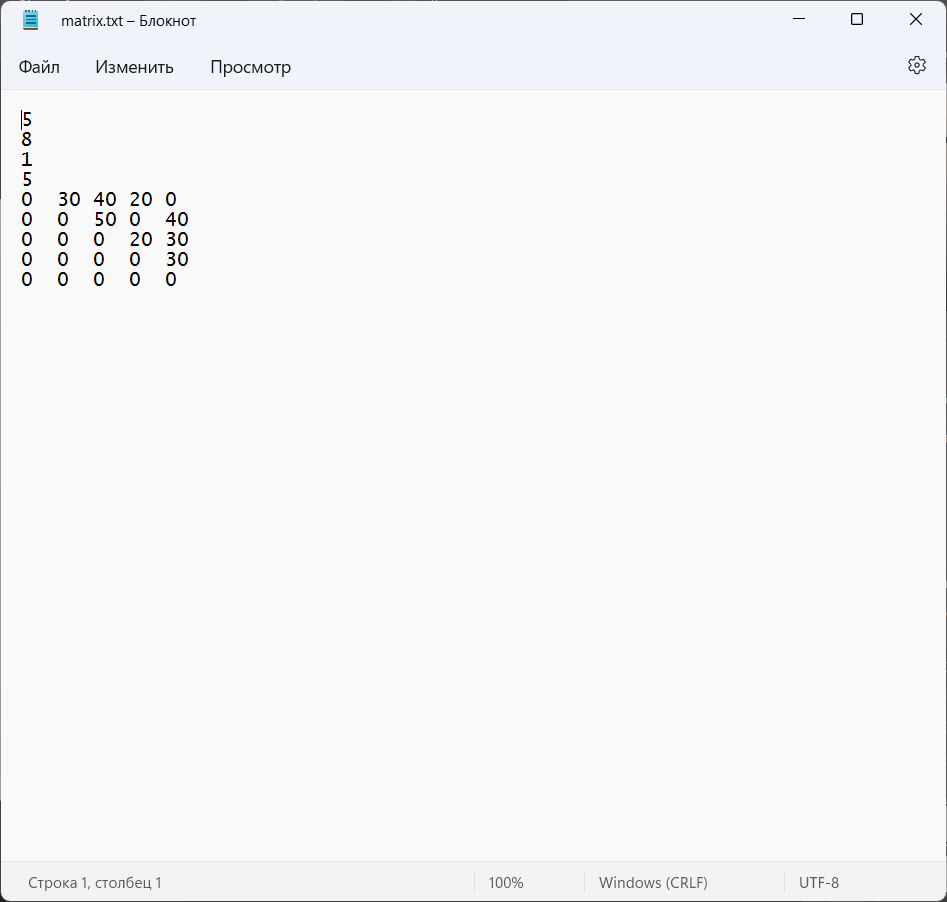 matrix.txt – Блокнот
Файл Изменить Просмотр
5
8
1
5
0 30 40 20 0
0 0 50 0 40
0 0 0 20 30
0 0 0 0 30
0 0 0 0 0
Строка 1, столбец 1 100% Windows (CRLF) UTF-8